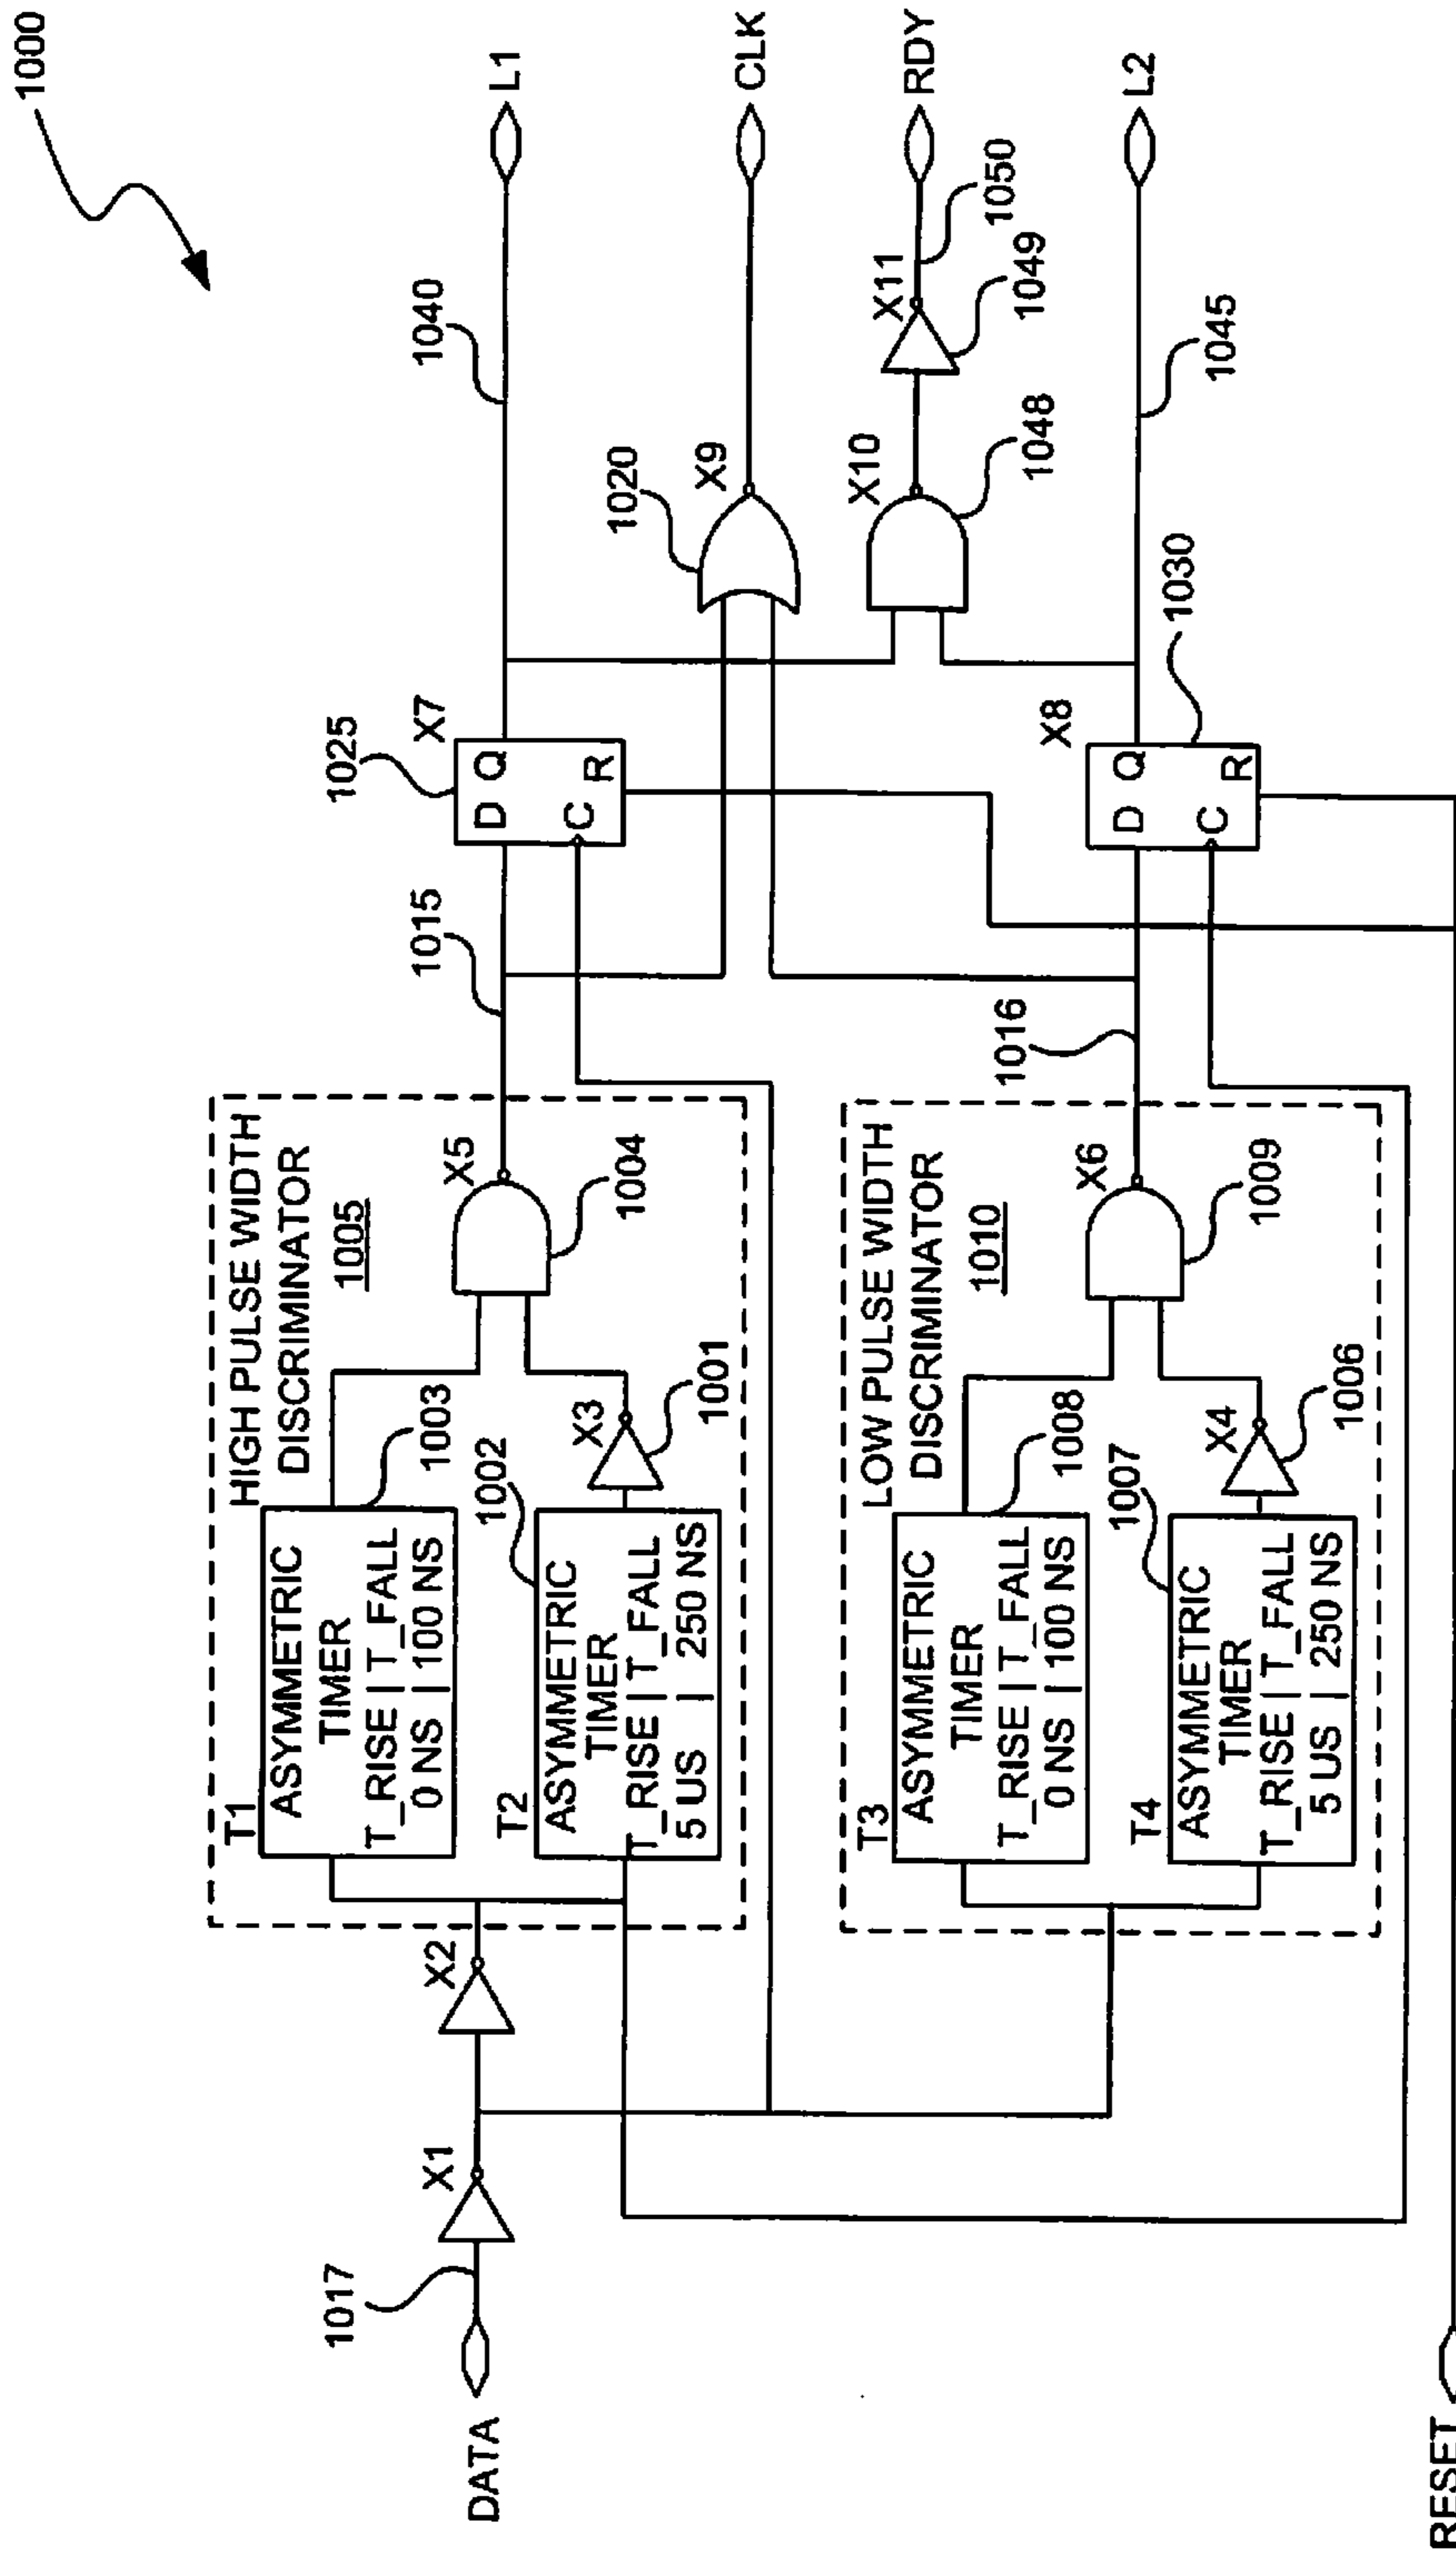 1000
DATA
1017
X1
X2
HIGH PULSE WIDTH
DISCRIMINATOR
1005
T1
ASYMMETRIC
TIMER
T_RISE | T_FALL
0 NS | 100 NS
1003
T2
ASYMMETRIC
TIMER
T_RISE | T_FALL
5 US | 250 NS
1002
X3
1001
X5
1004
1015
1025
X7
D Q
C R
1040
L1
1020
X9
CLK
X10
1048
X11
1049
1050
RDY
LOW PULSE WIDTH
DISCRIMINATOR
1010
T3
ASYMMETRIC
TIMER
T_RISE | T_FALL
0 NS | 100 NS
1008
T4
ASYMMETRIC
TIMER
T_RISE | T_FALL
5 US | 250 NS
1007
X4
1006
X6
1009
1016
X8
D Q
C R
1030
1045
L2
RESET